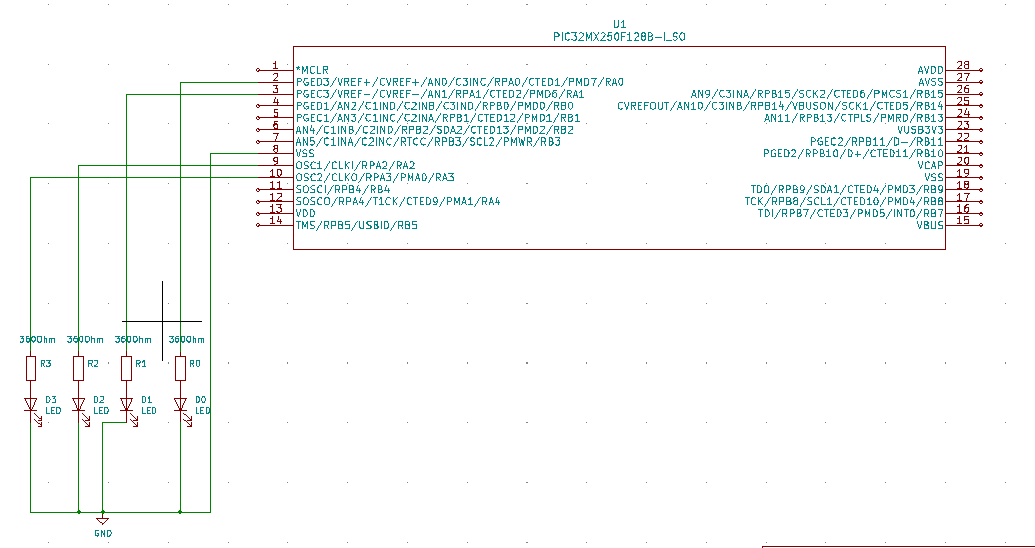 U1
PIC32MX250F128B-I_SO
1 *MCLR
2 PGED3/VREF+/CVREF+/AN0/C3INC/RPA0/CTED1/PMD7/RA0
3 PGEC3/VREF-/CVREF-/AN1/RPA1/CTED2/PMD6/RA1
4 PGED1/AN2/C1IND/C2INB/C3IND/RPB0/PMD0/RB0
5 PGEC1/AN3/C1INC/C2INA/RPB1/CTED12/PMD1/RB1
6 AN4/C1INB/C2IND/RPB2/SDA2/CTED13/PMD2/RB2
7 AN5/C1INA/C2INC/RTCC/RPB3/SCL2/PMWR/RB3
8 VSS
9 OSC1/CLKI/RPA2/RA2
10 OSC2/CLKO/RPA3/PMA0/RA3
11 SOSCI/RPB4/RB4
12 SOSCO/RPA4/T1CK/CTED9/PMA1/RA4
13 VDD
14 TMS/RPB5/USBID/RB5
AVDD 28
AVSS 27
AN9/C3INA/RPB15/SCK2/CTED6/PMCS1/RB15 26
CVREFOUT/AN10/C3INB/RPB14/VBUSON/SCK1/CTED5/RB14 25
AN11/RPB13/CTPLS/PMRD/RB13 24
VUSB3V3 23
PGEC2/RPB11/D-/RB11 22
PGED2/RPB10/D+/CTED11/RB10 21
VCAP 20
VSS 19
TDO/RPB9/SDA1/CTED4/PMD3/RB9 18
TCK/RPB8/SCL1/CTED10/PMD4/RB8 17
TDI/RPB7/CTED3/PMD5/INT0/RB7 16
VBUS 15
360Ohm 360Ohm 360Ohm 360Ohm
R3 R2 R1 R0
D3 D2 D1 D0
LED LED LED LED
GND